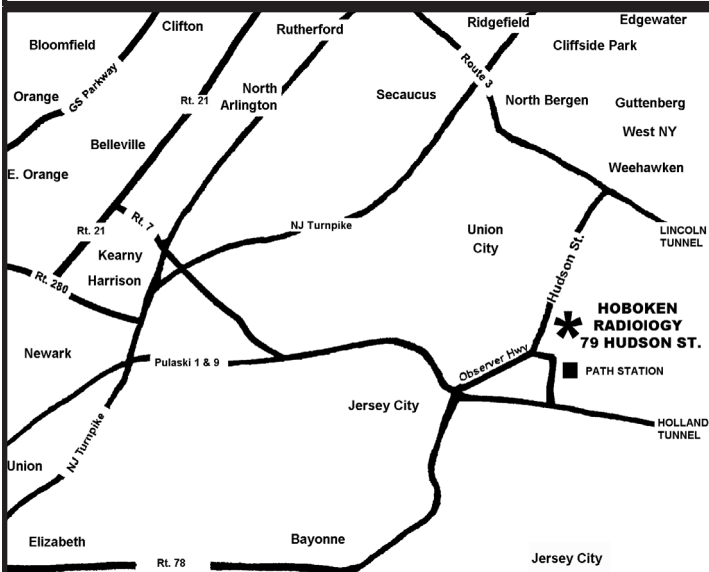 Clifton
Rutherford
Ridgefield
Edgewater
Bloomfield
Cliffside Park
Route 3
GS Parkway
Orange
Rt. 21
North
Arlington
Secaucus
North Bergen
Guttenberg
West NY
Belleville
Weehawken
E. Orange
Rt. 7
Rt. 21
NJ Turnpike
Union
City
LINCOLN
TUNNEL
Kearny
Harrison
Rt. 280
Hudson St.
HOBOKEN
RADIOIOGY
79 HUDSON ST.
Newark
Pulaski 1 & 9
Observer Hwy
PATH STATION
Jersey City
HOLLAND
TUNNEL
NJ Turnpike
Union
Elizabeth
Bayonne
Rt. 78
Jersey City